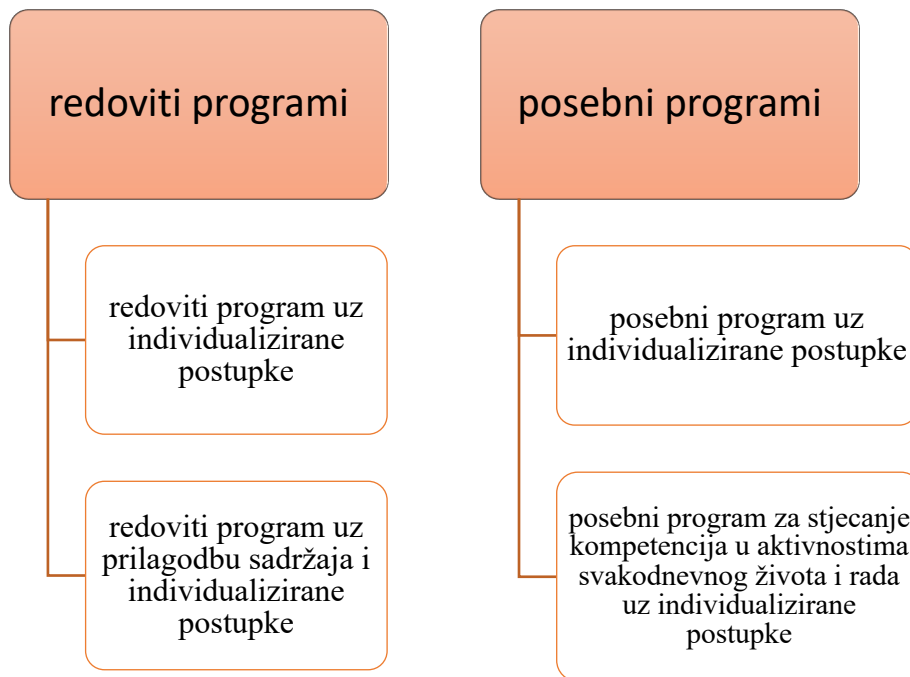 redoviti programi
redoviti program uz
individualizirane
postupke
redoviti program uz
prilagodbu sadržaja i
individualizirane
postupke
posebni programi
posebni program uz
individualizirane postupke
posebni program za stjecanje
kompetencija u aktivnostima
svakodnevnog života i rada
uz individualizirane
postupke